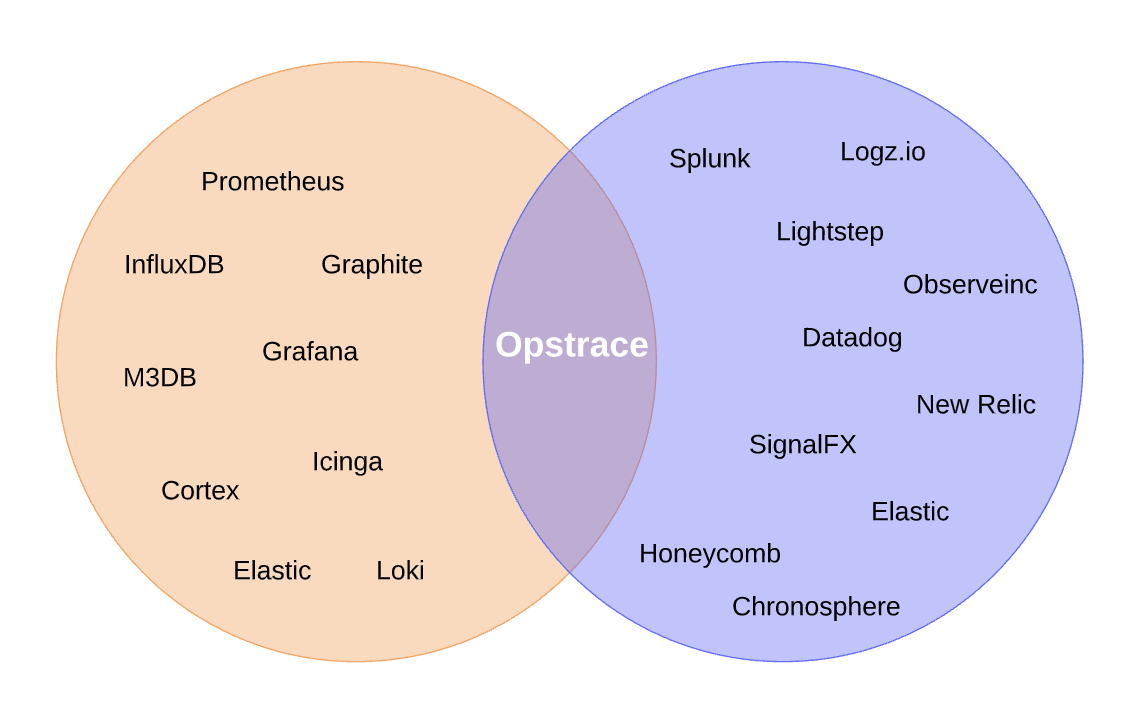 Prometheus
InfluxDB
Graphite
Grafana
M3DB
Icinga
Cortex
Elastic
Loki
Opstrace
Splunk
Logz.io
Lightstep
Observeinc
Datadog
New Relic
SignalFX
Elastic
Honeycomb
Chronosphere